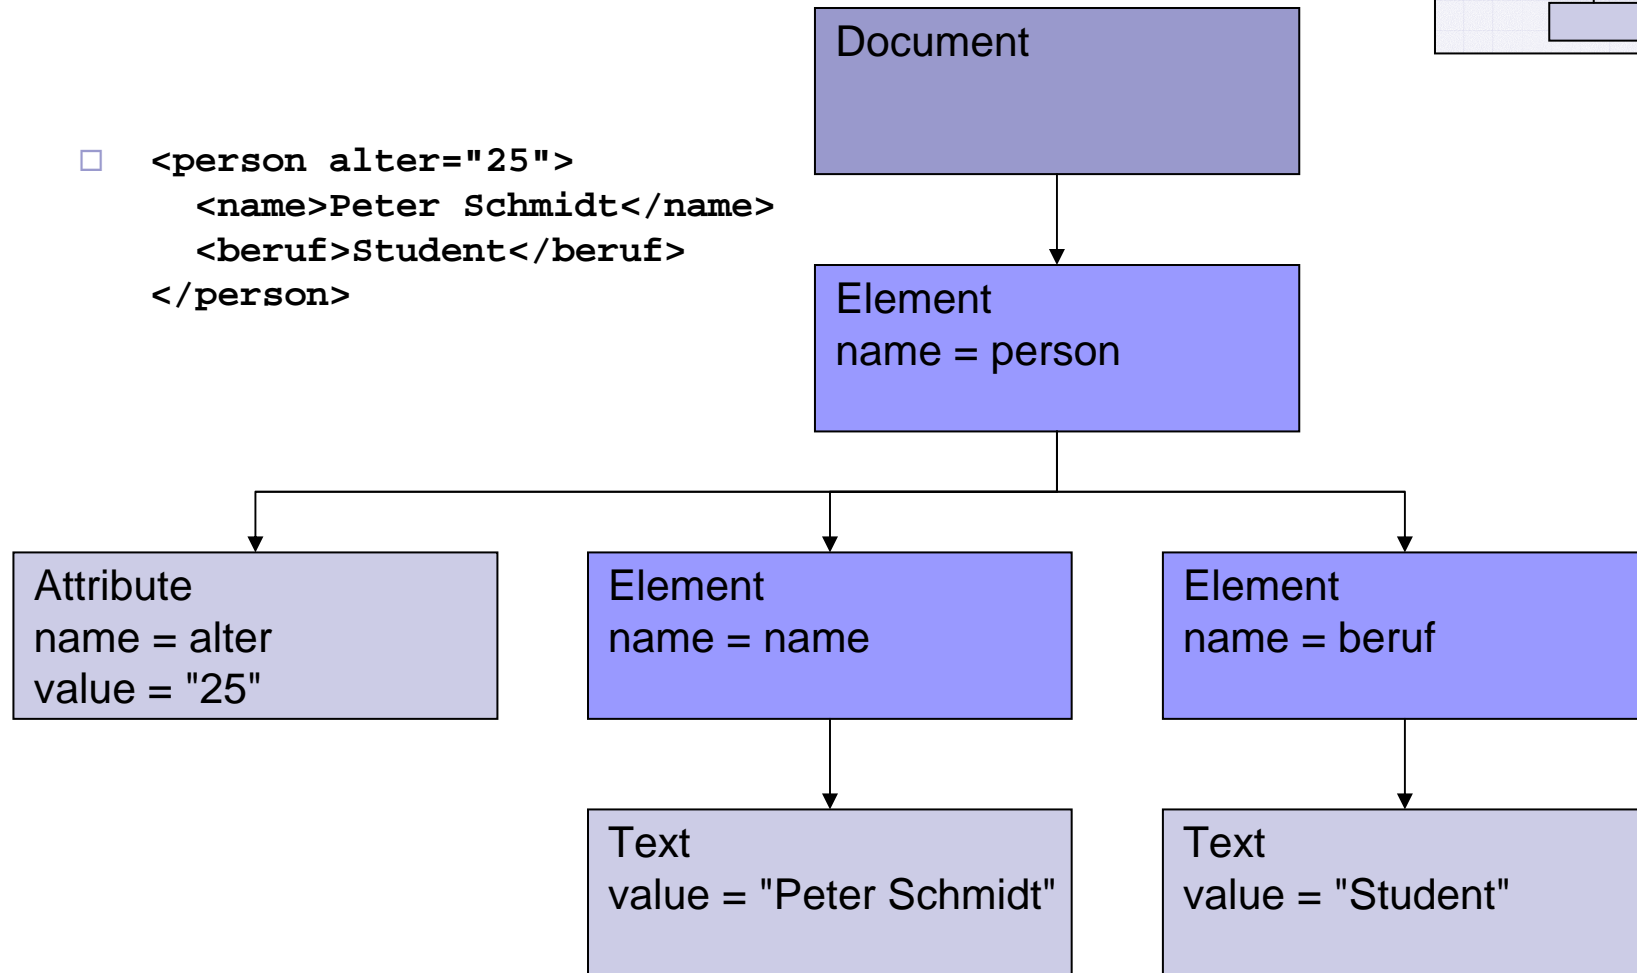 Document
<person alter="25">
<name>Peter Schmidt</name>
<beruf>Student</beruf>
</person>
Element
name = person
Attribute
name = alter
value = "25"
Element
name = name
Element
name = beruf
Text
value = "Peter Schmidt"
Text
value = "Student"